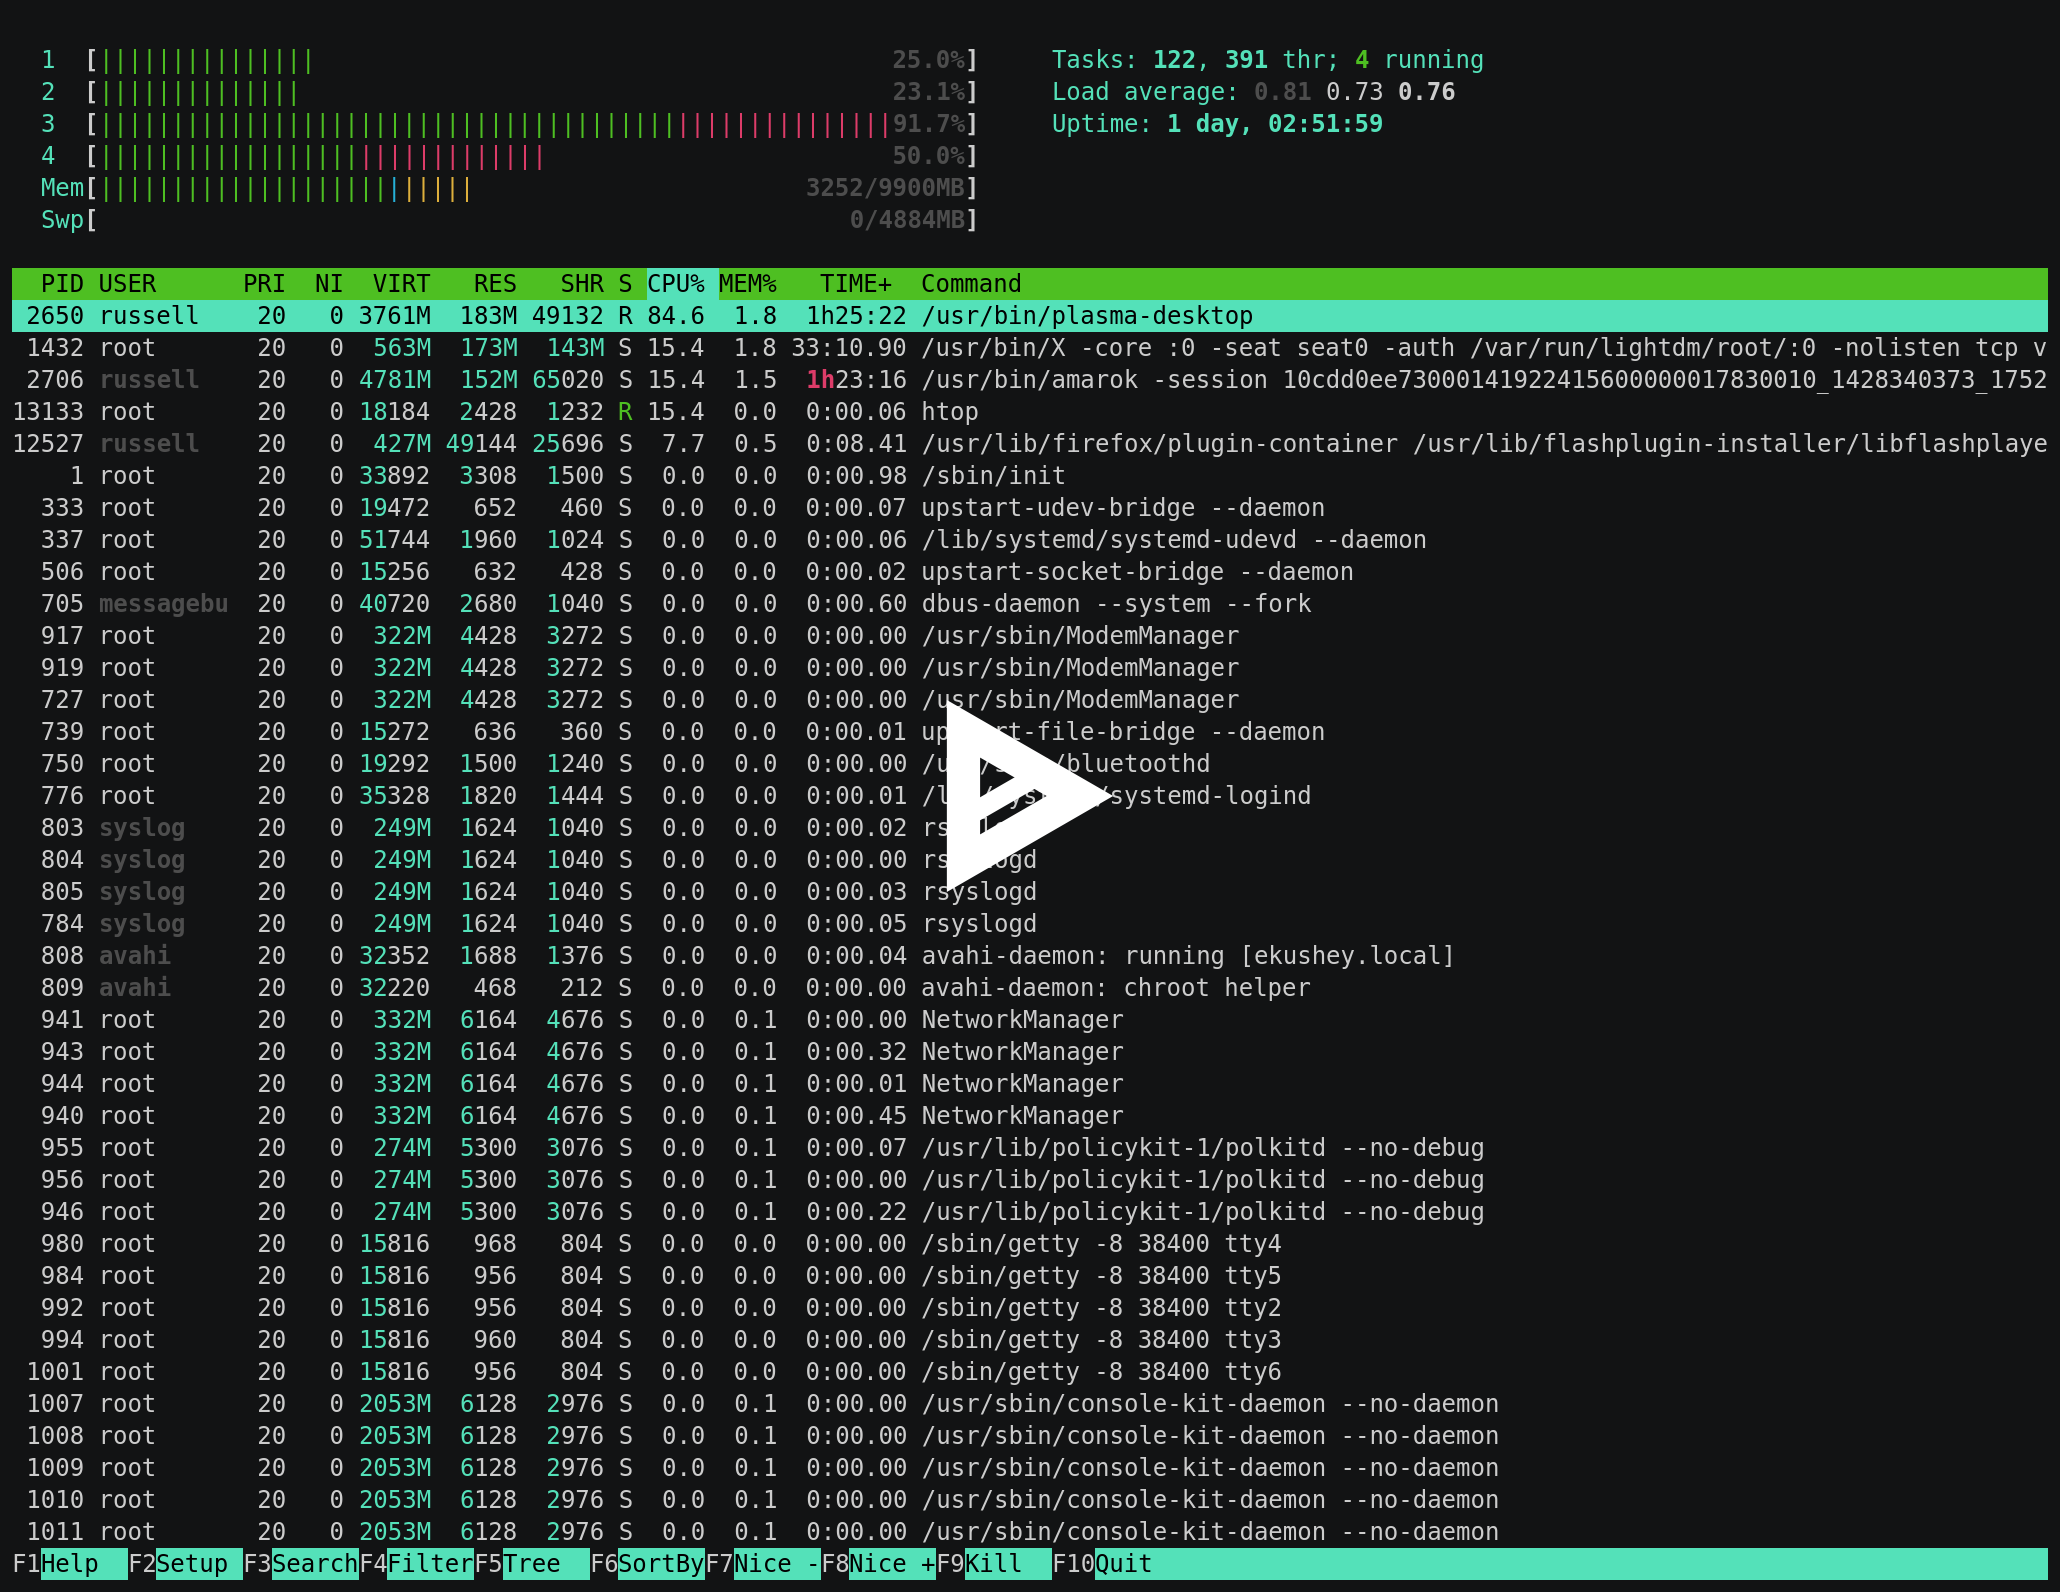 1 [||||||||||||||| 25.0%] Tasks: 122, 391 thr; 4 running
2 [|||||||||||||| 23.1%] Load average: 0.81 0.73 0.76
3 [|||||||||||||||||||||||||||||||||||||||||||||||||||||||91.7%] Uptime: 1 day, 02:51:59
4 [||||||||||||||||||||||||||||||| 50.0%]
Mem[|||||||||||||||||||||||||| 3252/9900MB]
Swp[ 0/4884MB]
PID USER PRI NI VIRT RES SHR S CPU% MEM% TIME+ Command
2650 russell 20 0 3761M 183M 49132 R 84.6 1.8 1h25:22 /usr/bin/plasma-desktop
1432 root 20 0 563M 173M 143M S 15.4 1.8 33:10.90 /usr/bin/X -core :0 -seat seat0 -auth /var/run/lightdm/root/:0 -nolisten tcp v
2706 russell 20 0 4781M 152M 65020 S 15.4 1.5 1h23:16 /usr/bin/amarok -session 10cdd0ee73000141922415600000017830010_1428340373_1752
13133 root 20 0 18184 2428 1232 R 15.4 0.0 0:00.06 htop
12527 russell 20 0 427M 49144 25696 S 7.7 0.5 0:08.41 /usr/lib/firefox/plugin-container /usr/lib/flashplugin-installer/libflashplaye
1 root 20 0 33892 3308 1500 S 0.0 0.0 0:00.98 /sbin/init
333 root 20 0 19472 652 460 S 0.0 0.0 0:00.07 upstart-udev-bridge --daemon
337 root 20 0 51744 1960 1024 S 0.0 0.0 0:00.06 /lib/systemd/systemd-udevd --daemon
506 root 20 0 15256 632 428 S 0.0 0.0 0:00.02 upstart-socket-bridge --daemon
705 messagebu 20 0 40720 2680 1040 S 0.0 0.0 0:00.60 dbus-daemon --system --fork
917 root 20 0 322M 4428 3272 S 0.0 0.0 0:00.00 /usr/sbin/ModemManager
919 root 20 0 322M 4428 3272 S 0.0 0.0 0:00.00 /usr/sbin/ModemManager
727 root 20 0 322M 4428 3272 S 0.0 0.0 0:00.00 /usr/sbin/ModemManager
739 root 20 0 15272 636 360 S 0.0 0.0 0:00.01 upstart-file-bridge --daemon
750 root 20 0 19292 1500 1240 S 0.0 0.0 0:00.00 /usr/sbin/bluetoothd
776 root 20 0 35328 1820 1444 S 0.0 0.0 0:00.01 /lib/systemd/systemd-logind
803 syslog 20 0 249M 1624 1040 S 0.0 0.0 0:00.02 rsyslogd
804 syslog 20 0 249M 1624 1040 S 0.0 0.0 0:00.00 rsyslogd
805 syslog 20 0 249M 1624 1040 S 0.0 0.0 0:00.03 rsyslogd
784 syslog 20 0 249M 1624 1040 S 0.0 0.0 0:00.05 rsyslogd
808 avahi 20 0 32352 1688 1376 S 0.0 0.0 0:00.04 avahi-daemon: running [ekushey.local]
809 avahi 20 0 32220 468 212 S 0.0 0.0 0:00.00 avahi-daemon: chroot helper
941 root 20 0 332M 6164 4676 S 0.0 0.1 0:00.00 NetworkManager
943 root 20 0 332M 6164 4676 S 0.0 0.1 0:00.32 NetworkManager
944 root 20 0 332M 6164 4676 S 0.0 0.1 0:00.01 NetworkManager
940 root 20 0 332M 6164 4676 S 0.0 0.1 0:00.45 NetworkManager
955 root 20 0 274M 5300 3076 S 0.0 0.1 0:00.07 /usr/lib/policykit-1/polkitd --no-debug
956 root 20 0 274M 5300 3076 S 0.0 0.1 0:00.00 /usr/lib/policykit-1/polkitd --no-debug
946 root 20 0 274M 5300 3076 S 0.0 0.1 0:00.22 /usr/lib/policykit-1/polkitd --no-debug
980 root 20 0 15816 968 804 S 0.0 0.0 0:00.00 /sbin/getty -8 38400 tty4
984 root 20 0 15816 956 804 S 0.0 0.0 0:00.00 /sbin/getty -8 38400 tty5
992 root 20 0 15816 956 804 S 0.0 0.0 0:00.00 /sbin/getty -8 38400 tty2
994 root 20 0 15816 960 804 S 0.0 0.0 0:00.00 /sbin/getty -8 38400 tty3
1001 root 20 0 15816 956 804 S 0.0 0.0 0:00.00 /sbin/getty -8 38400 tty6
1007 root 20 0 2053M 6128 2976 S 0.0 0.1 0:00.00 /usr/sbin/console-kit-daemon --no-daemon
1008 root 20 0 2053M 6128 2976 S 0.0 0.1 0:00.00 /usr/sbin/console-kit-daemon --no-daemon
1009 root 20 0 2053M 6128 2976 S 0.0 0.1 0:00.00 /usr/sbin/console-kit-daemon --no-daemon
1010 root 20 0 2053M 6128 2976 S 0.0 0.1 0:00.00 /usr/sbin/console-kit-daemon --no-daemon
1011 root 20 0 2053M 6128 2976 S 0.0 0.1 0:00.00 /usr/sbin/console-kit-daemon --no-daemon
F1Help F2Setup F3SearchF4FilterF5Tree F6SortByF7Nice -F8Nice +F9Kill F10Quit